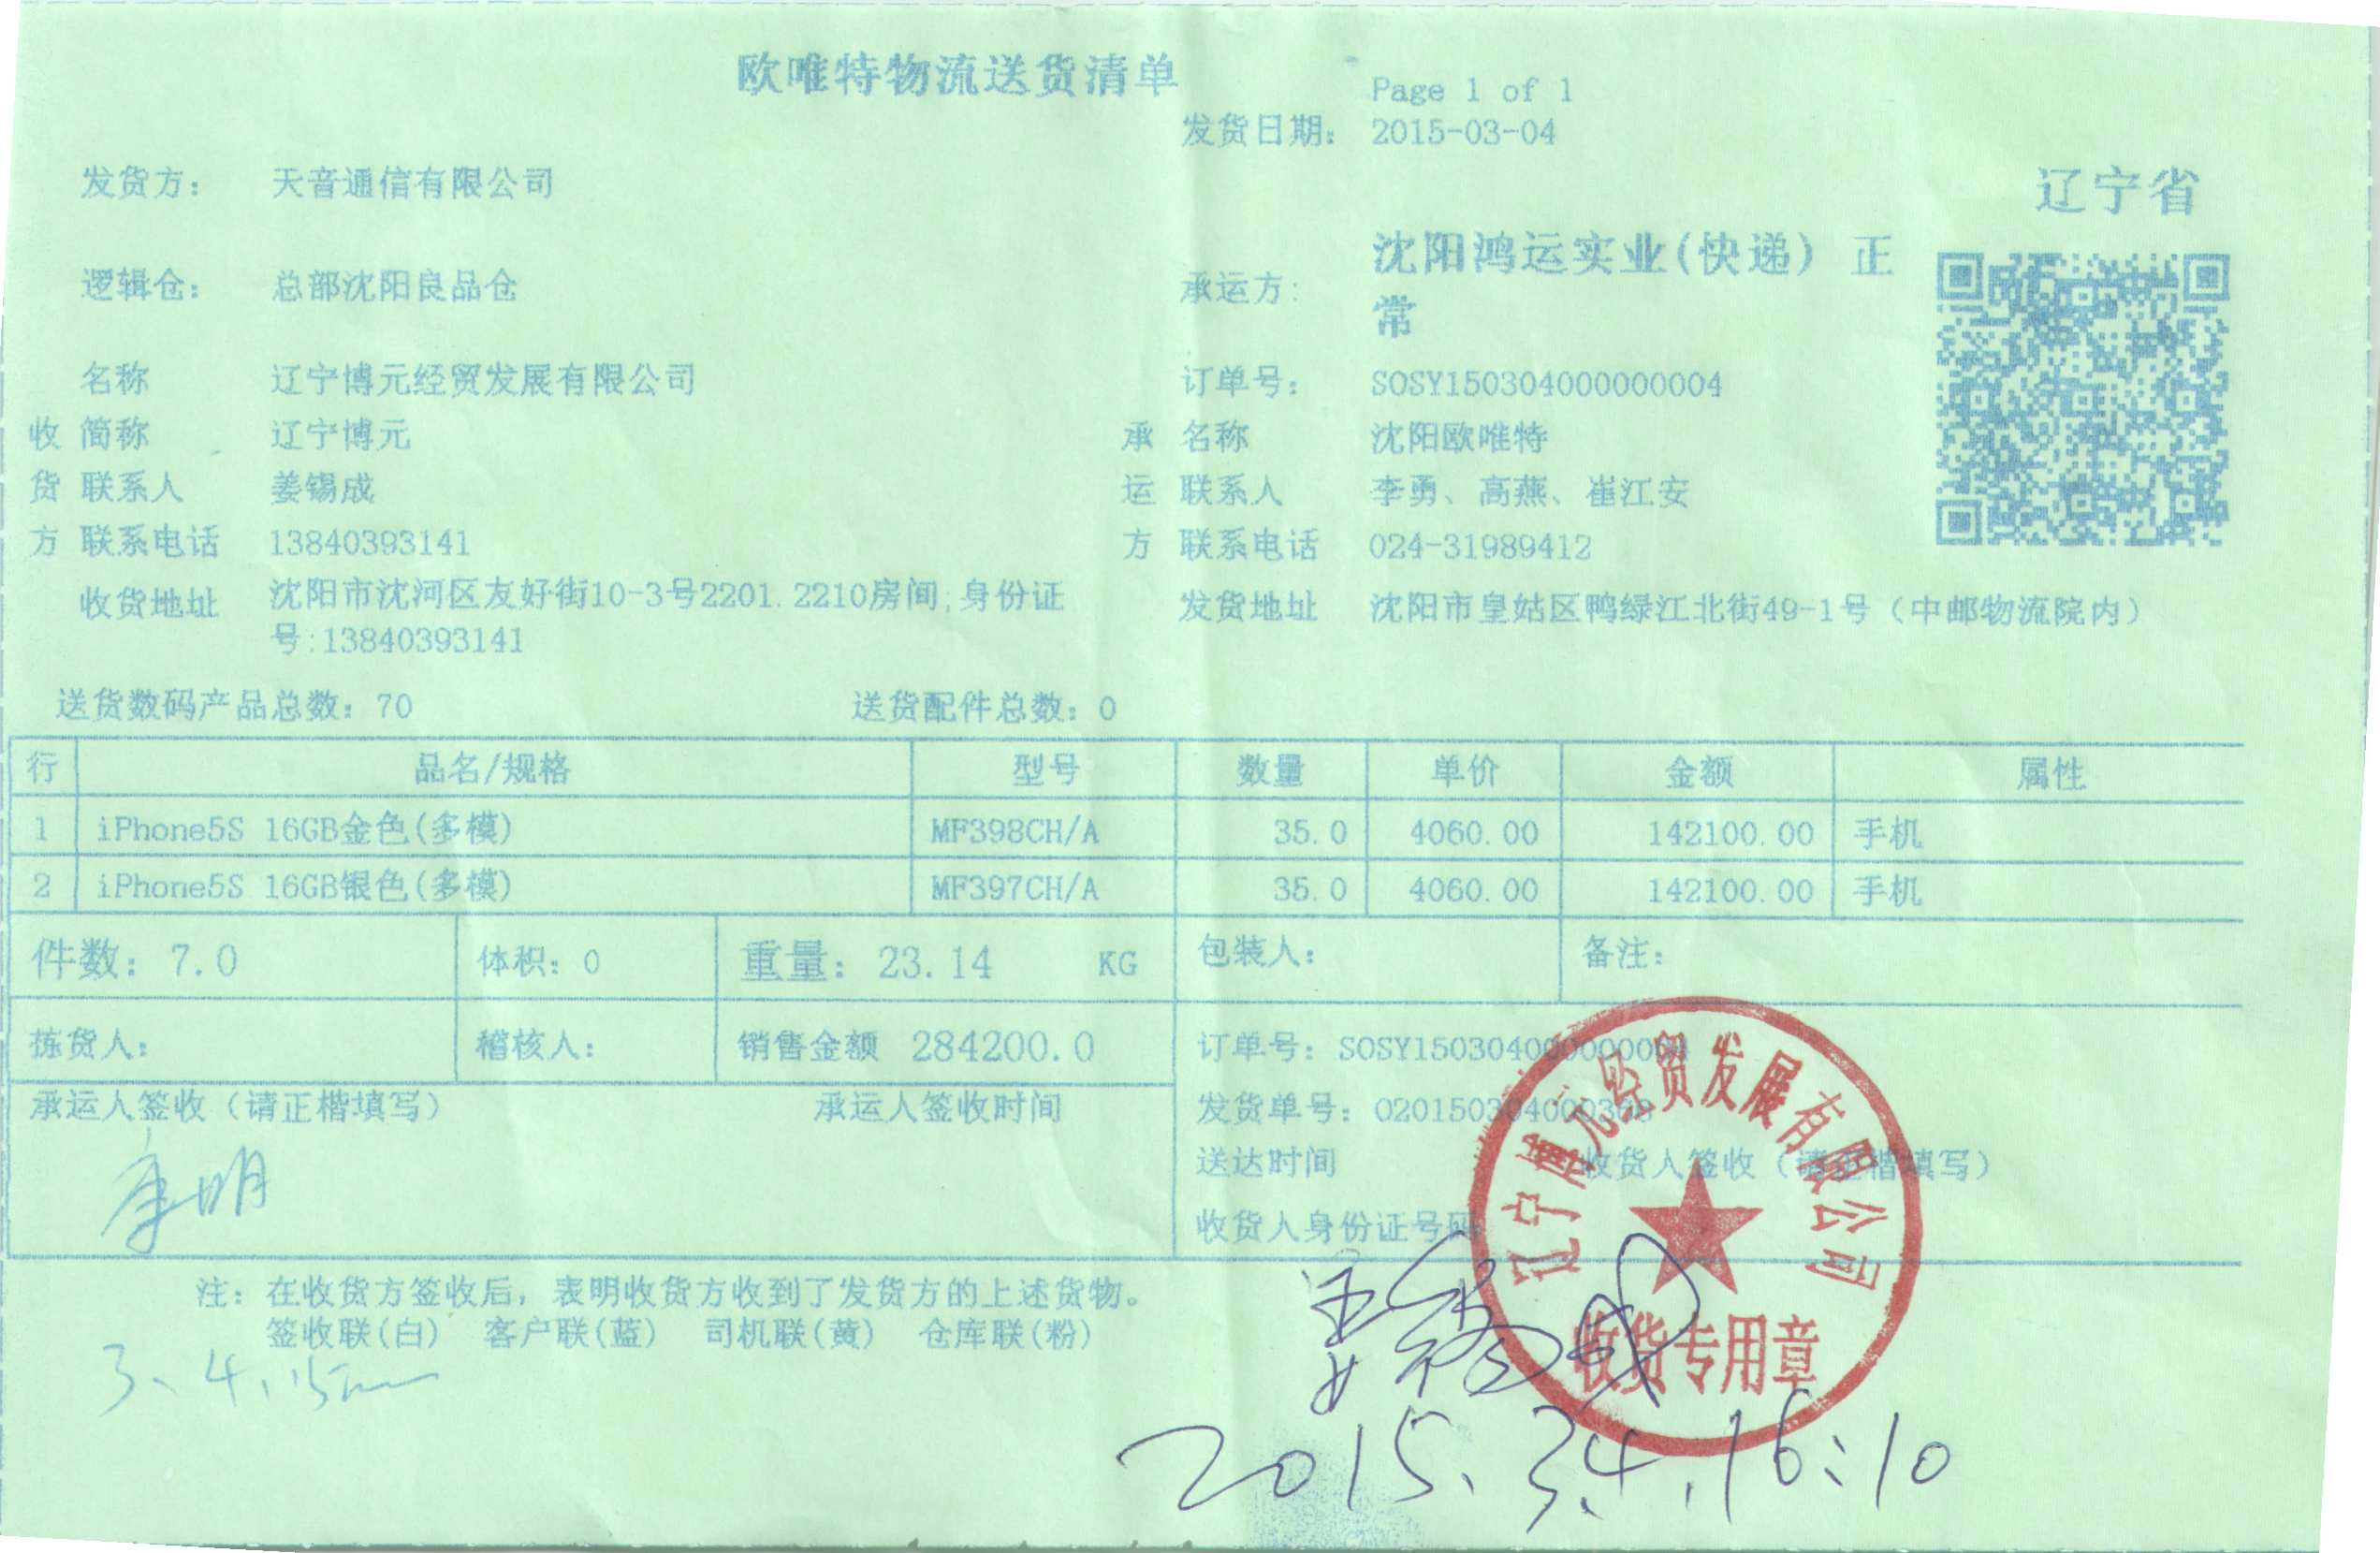 欧唯特物流送货清单
Page 1 of 1
发货日期: 2015-03-04
发货方: 天音通信有限公司
辽宁省
逻辑仓: 总部沈阳良品仓
承运方: 沈阳鸿运实业(快递) 正
常
名称 辽宁博元经贸发展有限公司
订单号: SOSY150304000000004
收 简称 辽宁博元
承 名称 沈阳欧唯特
货 联系人 姜锡成
运 联系人 李勇、高燕、崔江安
方 联系电话 13840393141
方 联系电话 024-31989412
收货地址 沈阳市沈河区友好街10-3号2201.2210房间;身份证
号:13840393141
发货地址 沈阳市皇姑区鸭绿江北街49-1号（中邮物流院内）
送货数码产品总数: 70 送货配件总数: 0
行 品名/规格 型号 数量 单价 金额 属性
1 iPhone5S 16GB金色(多模) MF398CH/A 35.0 4060.00 142100.00 手机
2 iPhone5S 16GB银色(多模) MF397CH/A 35.0 4060.00 142100.00 手机
件数: 7.0 体积: 0 重量: 23.14 KG 包装人: 备注:
拣货人: 稽核人: 销售金额 284200.0 订单号: SOSY150304000000004
承运人签收（请正楷填写） 承运人签收时间
发货单号:
送达时间 收货人签收（请正楷填写）
收货人身份证号码
辽宁博元经贸发展有限公司
收货专用章
注: 在收货方签收后, 表明收货方收到了发货方的上述货物。
签收联(白) 客户联(蓝) 司机联(黄) 仓库联(粉)
姜锡成
3、4、15
2015.3.4.16:10